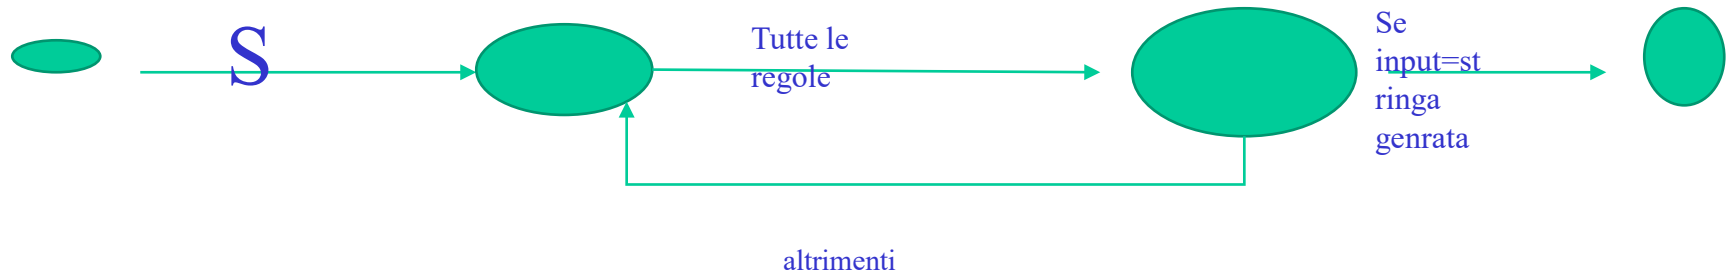 S
Tutte le
regole
Se
input=st
ringa
genrata
altrimenti